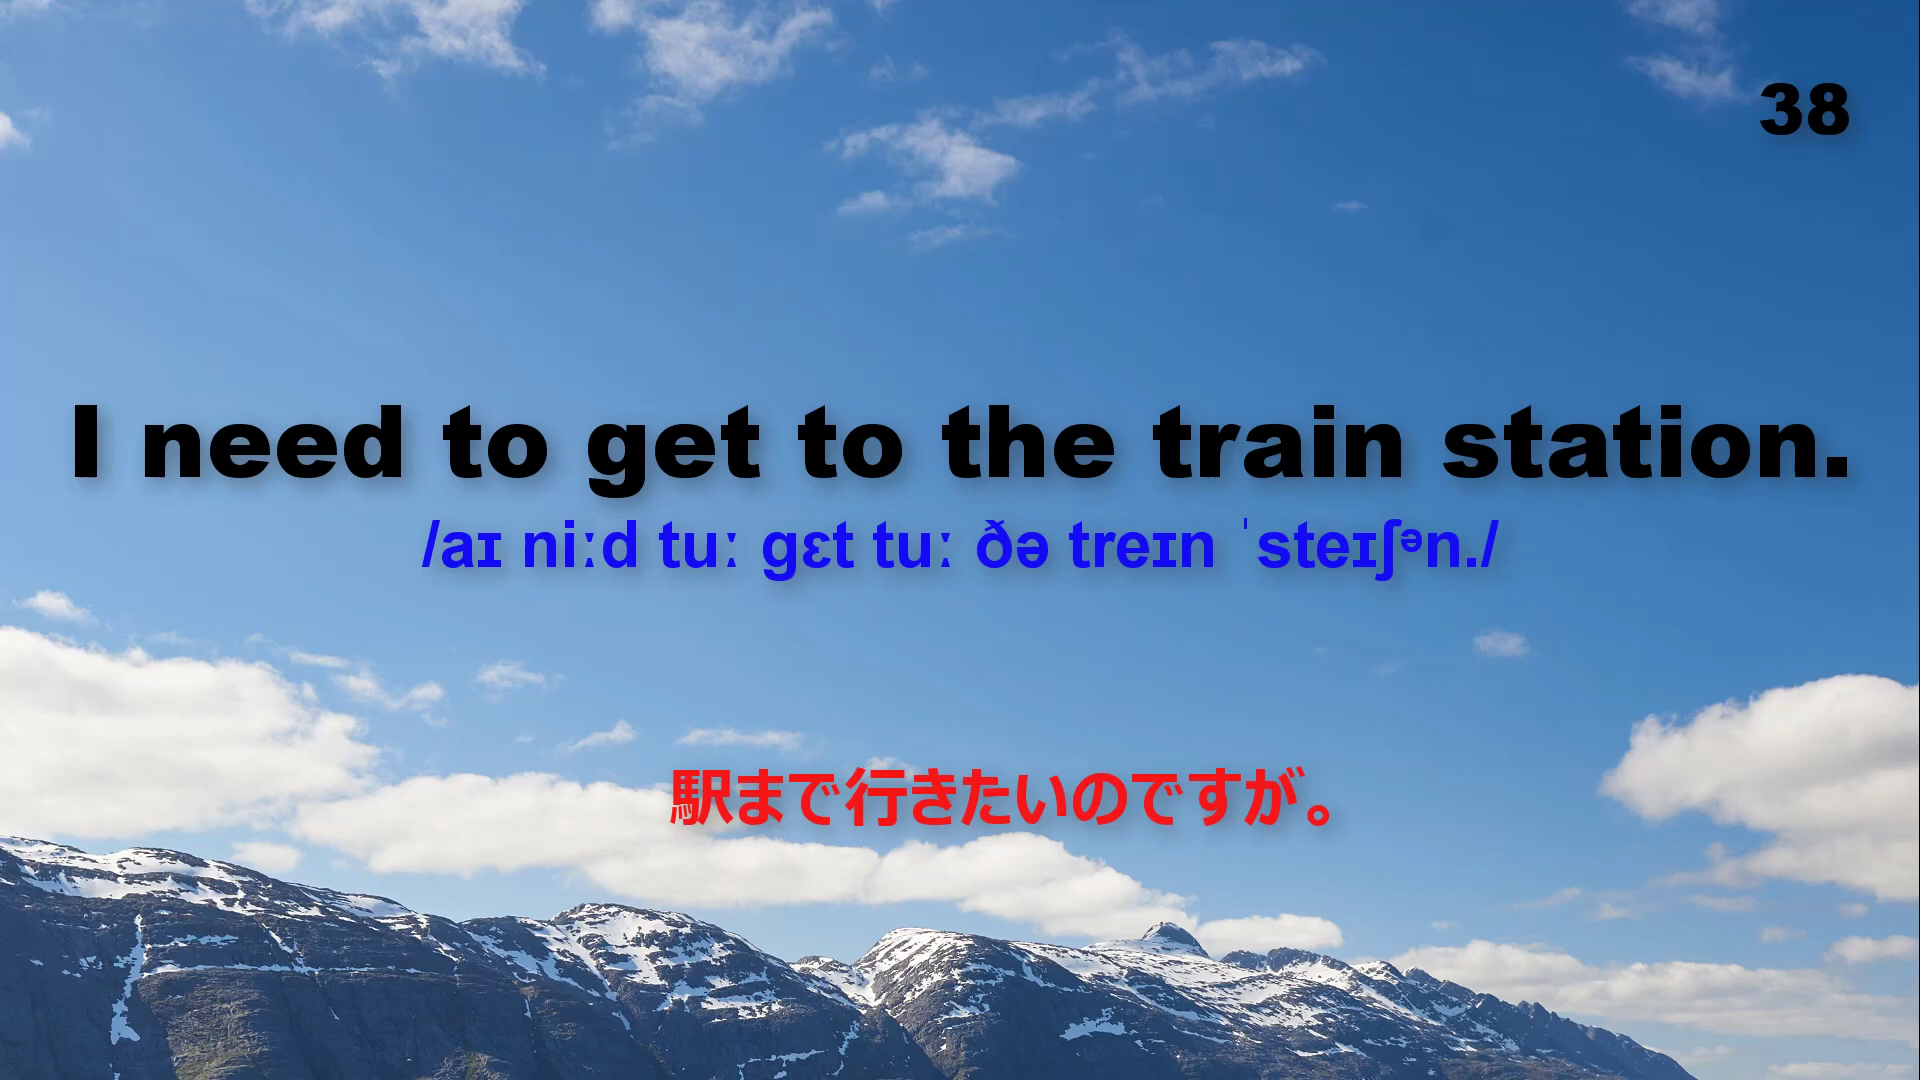 38
I need to get to the train station.
/aɪ niːd tuː gɛt tuː ðə treɪn ˈsteɪʃᵊn./
駅まで行きたいのですが。